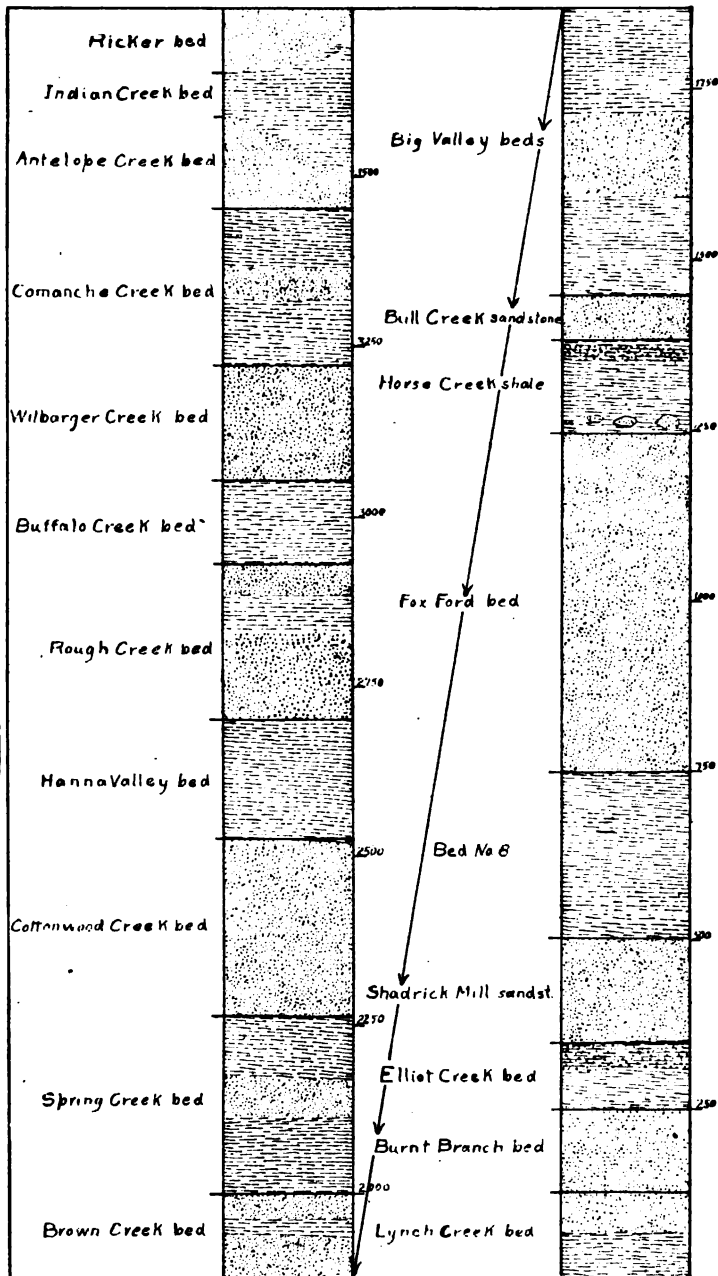 Ricker bed
Indian Creek bed
Antelope Creek bed
3500
Comanche Creek bed
3250
Wilbarger Creek bed
Buffalo Creek bed
3000
Rough Creek bed
2750
Hanna Valley bed
2500
Cottonwood Creek bed
2250
Spring Creek bed
2000
Brown Creek bed
1750
Big Valley beds
1500
Bull Creek sandstone
Horse Creek shale
1250
Fox Ford bed
1000
750
Bed No 8
500
Shadrick Mill sandst.
Elliot Creek bed
250
Burnt Branch bed
Lynch Creek bed